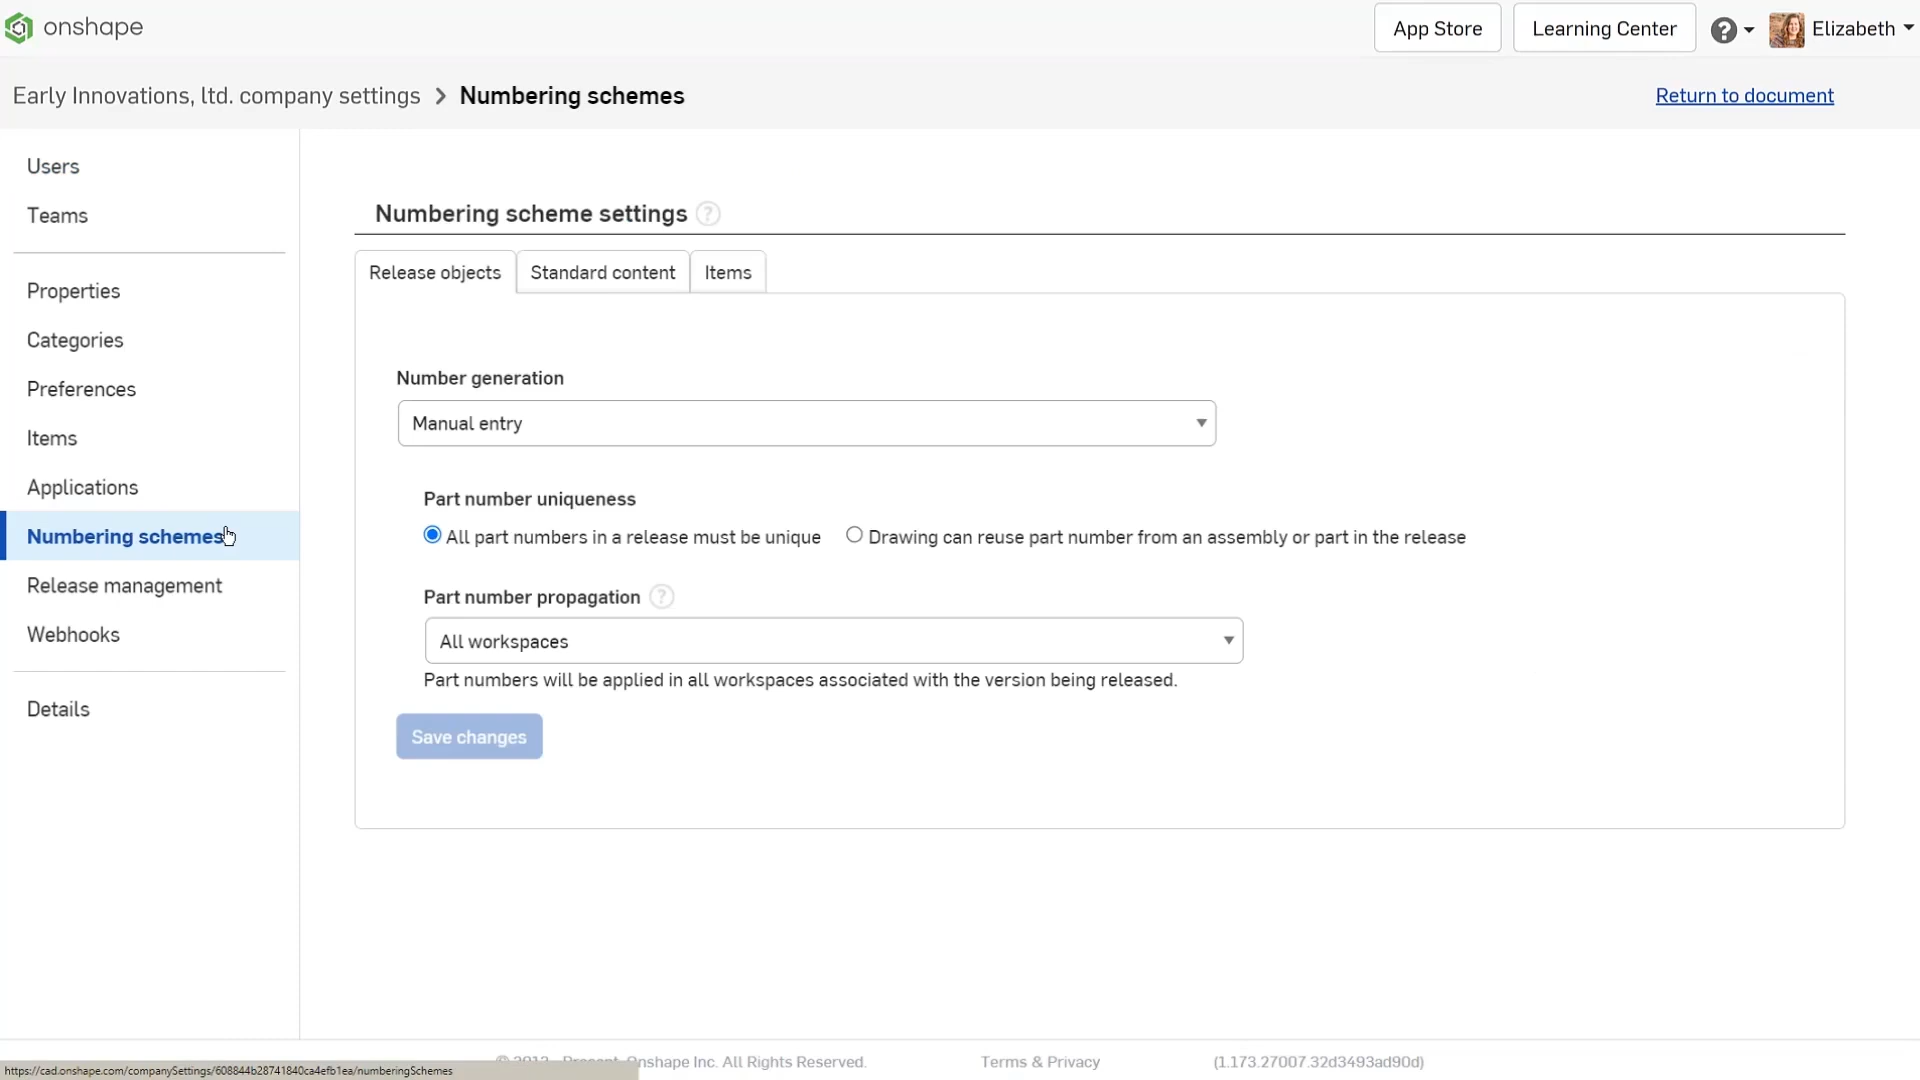 onshape
App Store
Learning Center
Elizabeth
Early Innovations, ltd. company settings > Numbering schemes
Return to document
Users
Teams
Properties
Categories
Preferences
Items
Applications
Numbering schemes
Release management
Webhooks
Details
Numbering scheme settings ?
Release objects
Standard content
Items
Number generation
Manual entry
Part number uniqueness
All part numbers in a release must be unique
Drawing can reuse part number from an assembly or part in the release
Part number propagation ?
All workspaces
Part numbers will be applied in all workspaces associated with the version being released.
Save changes
© 2013 - Present, Onshape Inc. All Rights Reserved.
Terms & Privacy
(1.173.27007.32d3493ad90d)
https://cad.onshape.com/companySettings/608844b28741840ca4efb1ea/numberingSchemes